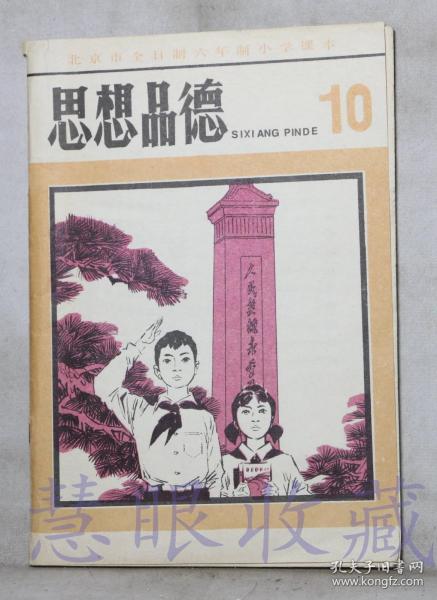 北京市全日制六年制小学课本
思想品德
SIXIANG PINDE
10
人民英雄永垂不
慧眼收藏
孔夫子旧书网
www.kongfz.com